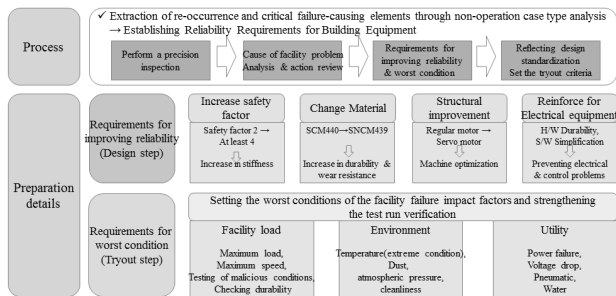 Process
✓ Extraction of re-occurrence and critical failure-causing elements through non-operation case type analysis
→ Establishing Reliability Requirements for Building Equipment
Perform a precision
inspection
Cause of facility problem
Analysis & action review
Requirements for
improving reliability
& worst condition
Reflecting design
standardization
Set the tryout criteria
Preparation
details
Requirements for
improving reliability
(Design step)
Increase safety
factor
Safety factor 2 →
At least 4
Increase in stiffness
Change Material
SCM440→SNCM439
Increase in durability &
wear resistance
Structural
improvement
Regular motor →
Servo motor
Machine optimization
Reinforce for
Electrical equipment
H/W Durability,
S/W Simplification
Preventing electrical
& control problems
Requirements for
worst condition
(Tryout step)
Setting the worst conditions of the facility failure impact factors and strengthening
the test run verification
Facility load
Maximum load,
Maximum speed,
Testing of malicious conditions,
Checking durability
Environment
Temperature(extreme condition),
Dust,
atmospheric pressure,
cleanliness
Utility
Power failure,
Voltage drop,
Pneumatic,
Water